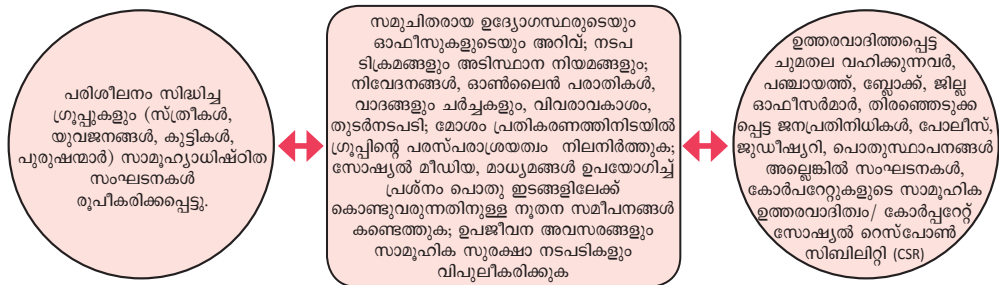 പരിശീലനം സിദ്ധിച്ച
ഗ്രൂപ്പുകളും (സ്ത്രീകൾ,
യുവജനങ്ങൾ, കുട്ടികൾ,
പുരുഷന്മാർ) സാമൂഹ്യാധിഷ്ഠിത
സംഘടനകൾ
രൂപീകരിക്കപ്പെട്ടു.
സമുചിതരായ ഉദ്യോഗസ്ഥരുടെയും
ഓഫീസുകളുടെയും അറിവ്; നടപ
ടിക്രമങ്ങളും അടിസ്ഥാന നിയമങ്ങളും;
നിവേദനങ്ങൾ, ഓൺലൈൻ പരാതികൾ,
വാദങ്ങളും ചർച്ചകളും, വിവരാവകാശം,
തുടർനടപടി; മോശം പ്രതികരണത്തിനിടയിൽ
ഗ്രൂപ്പിന്റെ പരസ്പരാശ്രയത്വം നിലനിർത്തുക;
സോഷ്യൽ മീഡിയ, മാധ്യമങ്ങൾ ഉപയോഗിച്ച്
പ്രശ്നം പൊതു ഇടങ്ങളിലേക്ക്
കൊണ്ടുവരുന്നതിനുള്ള നൂതന സമീപനങ്ങൾ
കണ്ടെത്തുക; ഉപജീവന അവസരങ്ങളും
സാമൂഹിക സുരക്ഷാ നടപടികളും
വിപുലീകരിക്കുക
ഉത്തരവാദിത്തപ്പെട്ട
ചുമതല വഹിക്കുന്നവർ,
പഞ്ചായത്ത്, ബ്ലോക്ക്, ജില്ല
ഓഫീസർമാർ, തിരഞ്ഞെടുക്ക
പ്പെട്ട ജനപ്രതിനിധികൾ, പോലീസ്,
ജുഡീഷ്യറി, പൊതുസ്ഥാപനങ്ങൾ
അല്ലെങ്കിൽ സംഘടനകൾ,
കോർപറേറ്റുകളുടെ സാമൂഹിക
ഉത്തരവാദിത്വം/ കോർപ്പറേറ്റ്
സോഷ്യൽ റെസ്പോൺ
സിബിലിറ്റി (CSR)